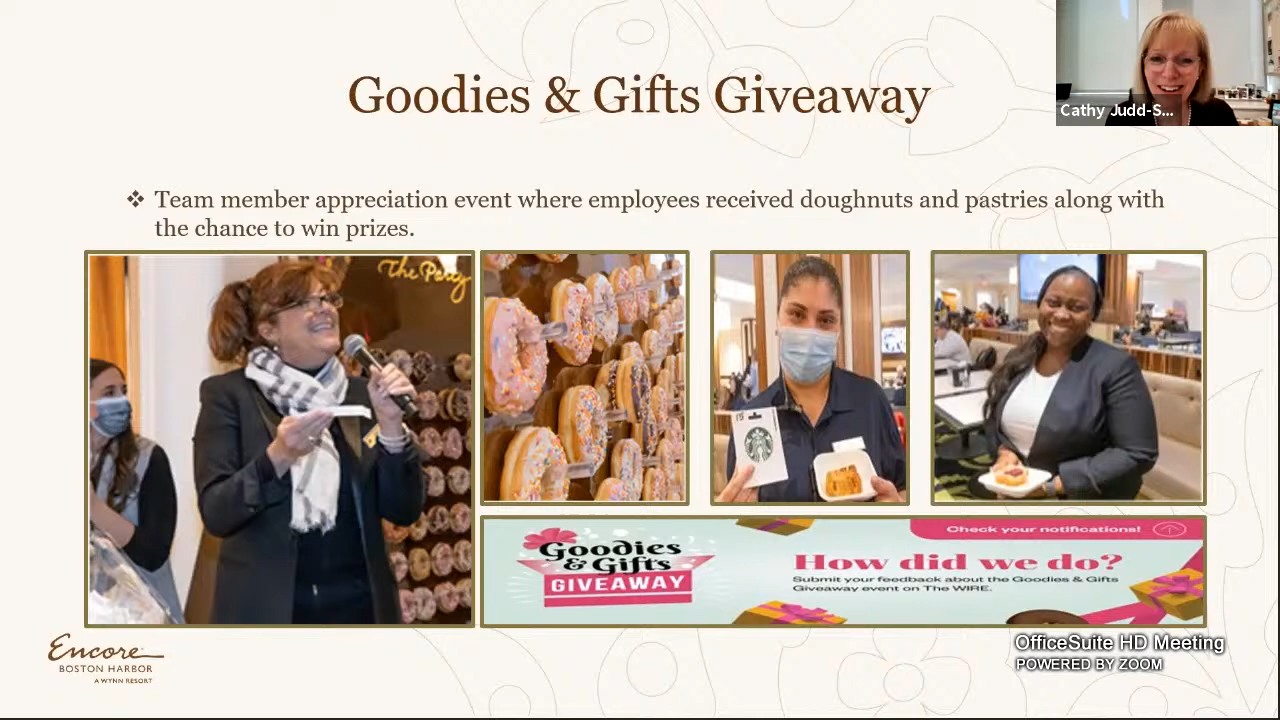 Goodies & Gifts Giveaway
Cathy Judd-S...
❖ Team member appreciation event where employees received doughnuts and pastries along with
the chance to win prizes.
The Party
15
Goodies
& Gifts
GIVEAWAY
Check your notifications!
How did we do?
Submit your feedback about the Goodies & Gifts
Giveaway event on The WIRE.
Encore
BOSTON HARBOR
A WYNN RESORT
OfficeSuite HD Meeting
POWERED BY ZOOM